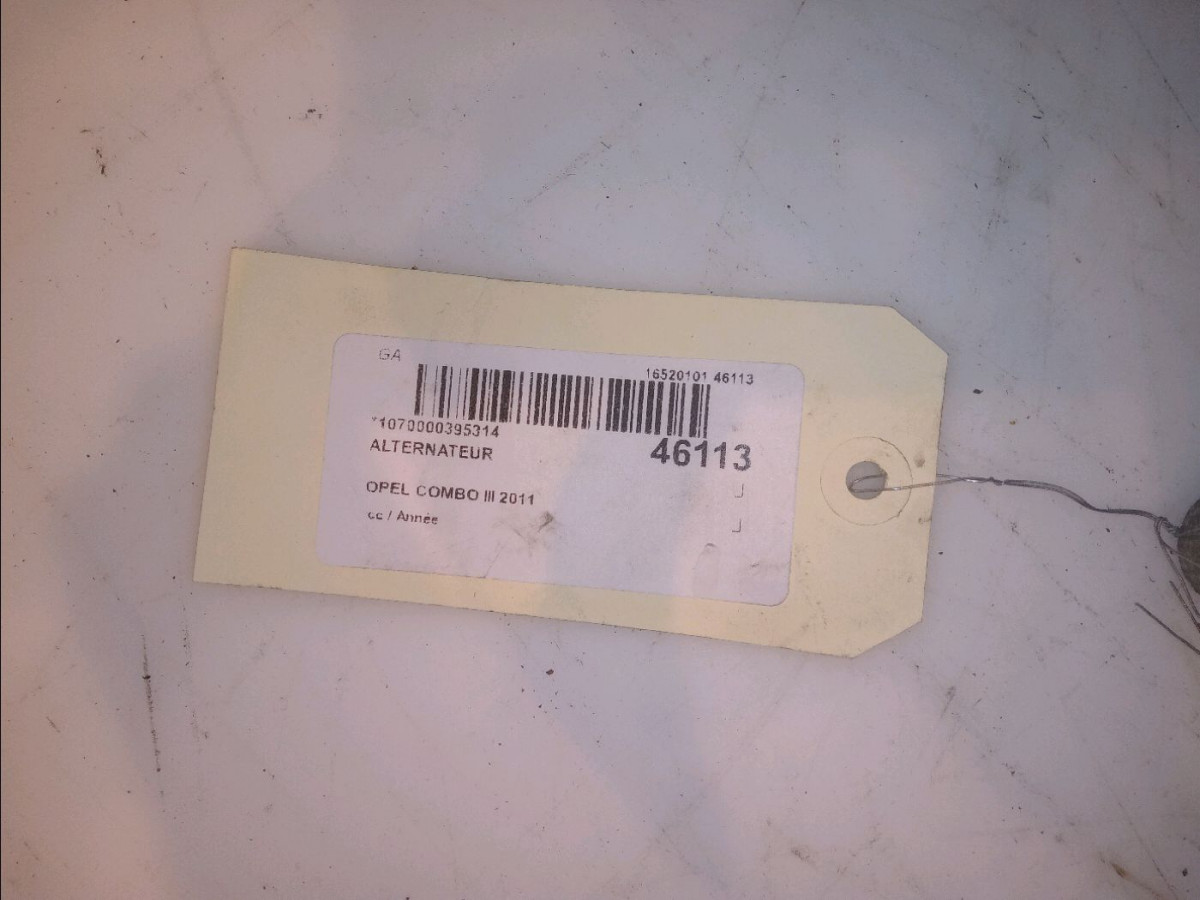 GA
16520101 46113
*1070000395314
ALTERNATEUR
46113
OPEL COMBO III 2011
cc / Année